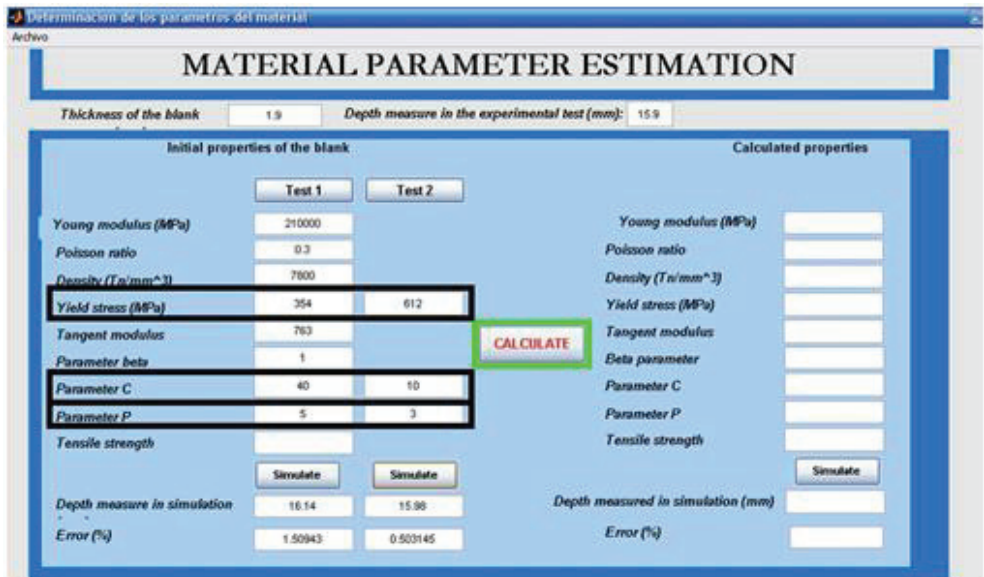 Determinacion de los parametros del material
Archivo
MATERIAL PARAMETER ESTIMATION
Thickness of the blank 1.9 Depth measure in the experimental test (mm): 15.9
Initial properties of the blank Calculated properties
Test 1 Test 2
Young modulus (MPa) 210000 Young modulus (MPa)
Poisson ratio 0.3 Poisson ratio
Density (Tn/mm^3) 7800 Density (Tn/mm^3)
Yield stress (MPa) 354 612 Yield stress (MPa)
Tangent modulus 763 Tangent modulus
CALCULATE
Parameter beta 1 Beta parameter
Parameter C 40 10 Parameter C
Parameter P 5 3 Parameter P
Tensile strength Tensile strength
Simulate Simulate Simulate
Depth measure in simulation 16.14 15.98 Depth measured in simulation (mm)
Error (%) 1.50943 0.503145 Error (%)